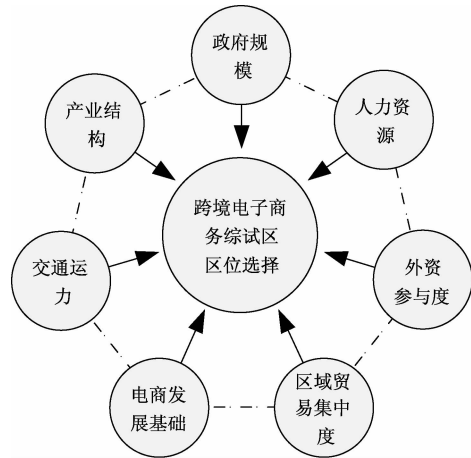 政府规
模
产业结
构
人力资
源
跨境电子商
务综试区
区位选择
交通运
力
外资
参与度
电商发
展基础
区域贸
易集中
度